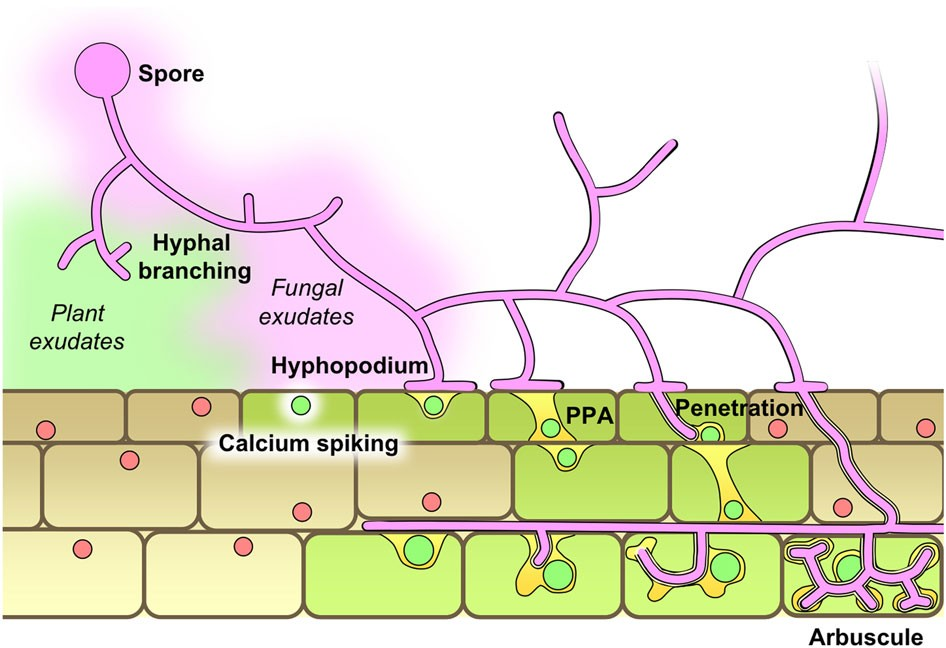 Spore
Hyphal
branching
Plant
exudates
Fungal
exudates
Hyphopodium
PPA
Penetration
Calcium spiking
Arbuscule